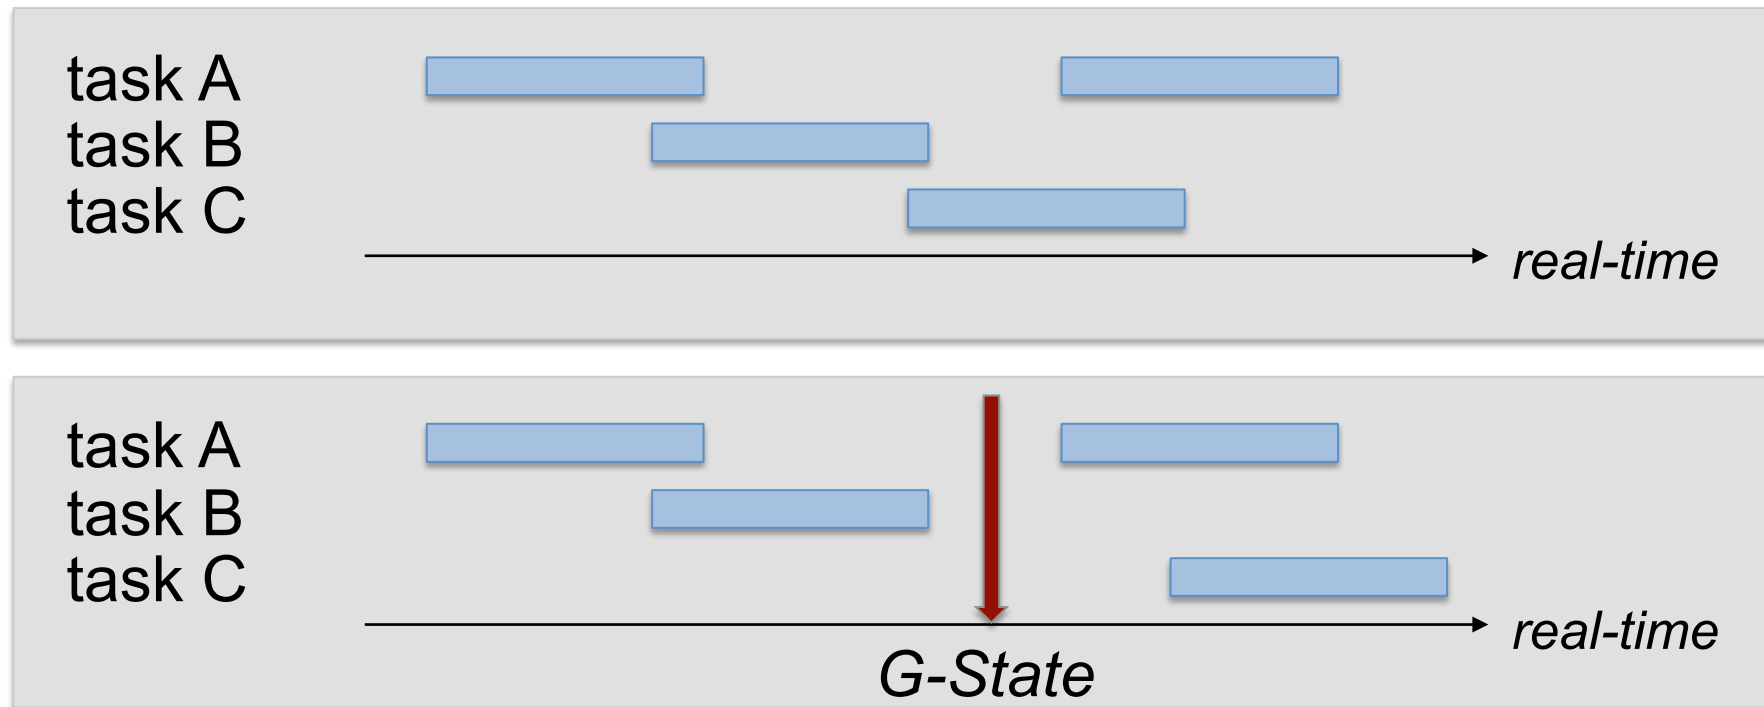 task A
task B
task C
real-time
task A
task B
task C
real-time
G-State